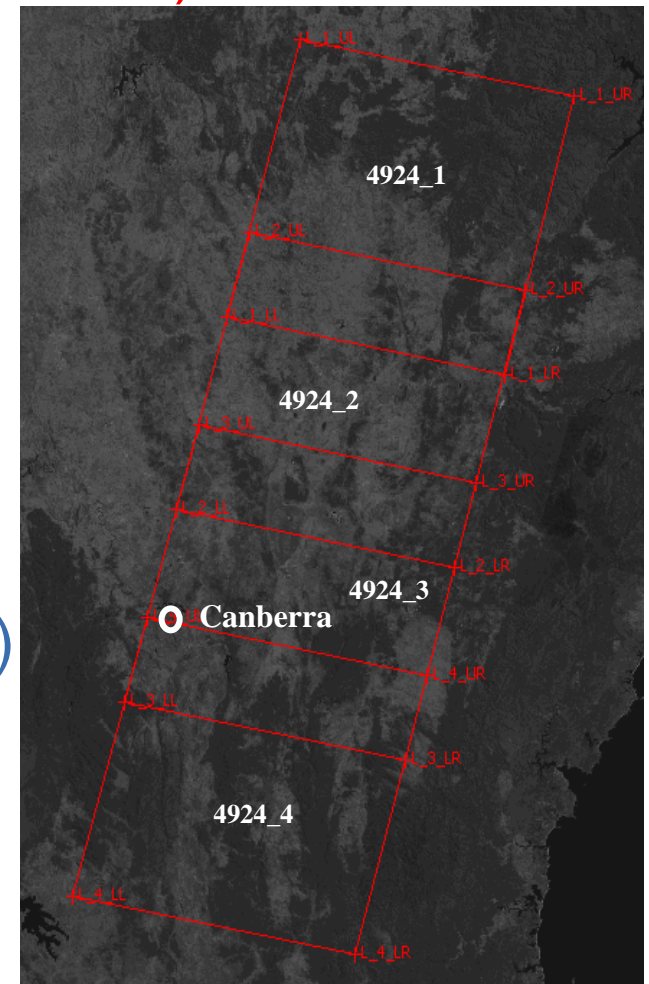 L_1_UL
L_1_UR
4924_1
L_2_UL
L_2_UR
L_1_LL
L_1_LR
4924_2
L_3_UL
L_3_UR
L_2_LL
L_2_LR
4924_3
Canberra
L_4_UR
L_3_LL
L_3_LR
4924_4
L_4_LL
L_4_LR